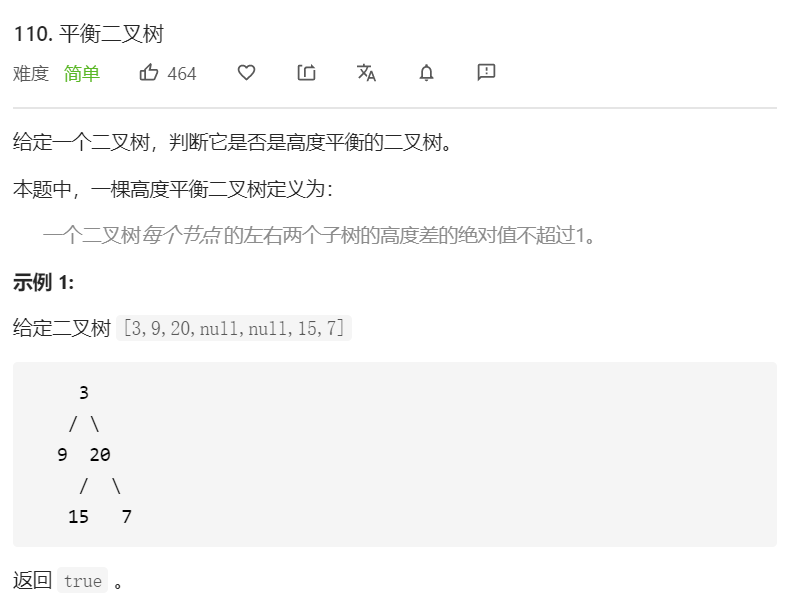 110. 平衡二叉树
难度 简单 464
给定一个二叉树，判断它是否是高度平衡的二叉树。
本题中，一棵高度平衡二叉树定义为：
一个二叉树每个节点 的左右两个子树的高度差的绝对值不超过1。
示例 1:
给定二叉树 [3,9,20,null,null,15,7]
3
/ \
9 20
/ \
15 7
返回 true 。